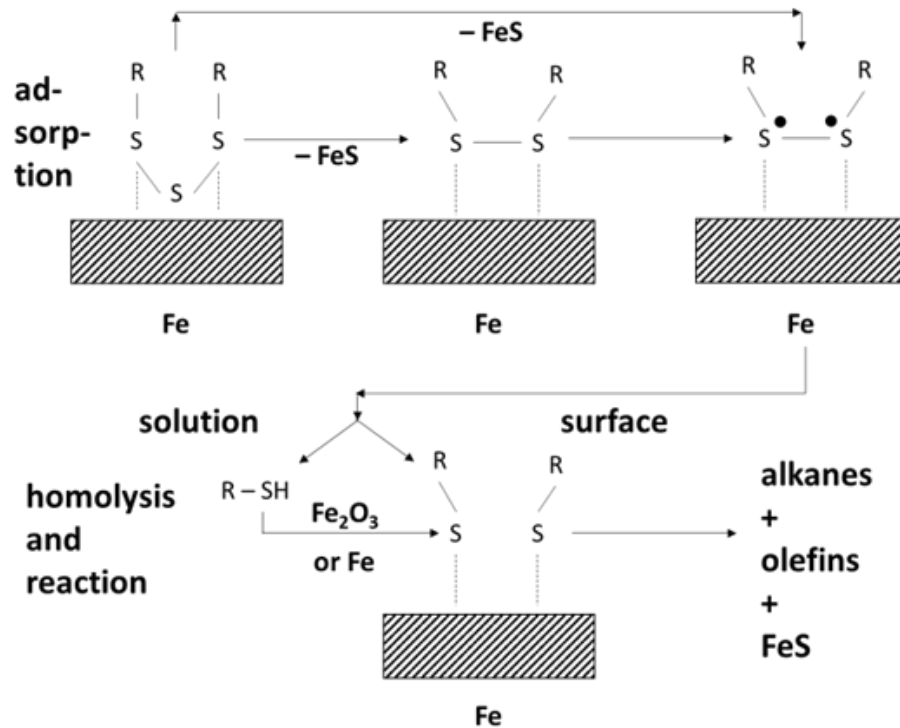 – FeS
R R R R R R
ad-
sorp-
tion
S S S S S S
– FeS
S
Fe Fe Fe
solution surface
R R
homolysis
and
reaction
R – SH
Fe₂O₃
or Fe
S S
alkanes
+
olefins
+
FeS
Fe